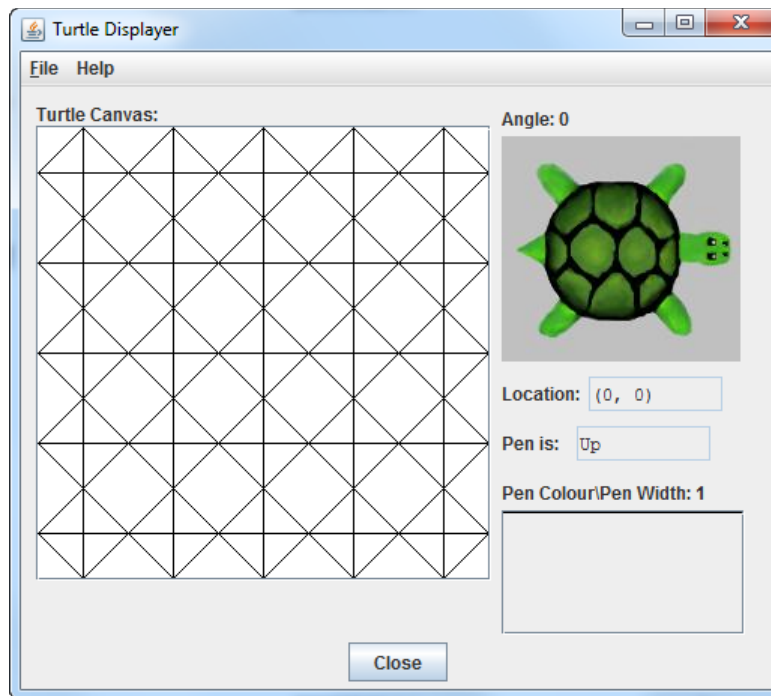 Turtle Displayer
File Help
Turtle Canvas:
Angle: 0
Location: (0, 0)
Pen is: Up
Pen Colour\Pen Width: 1
Close